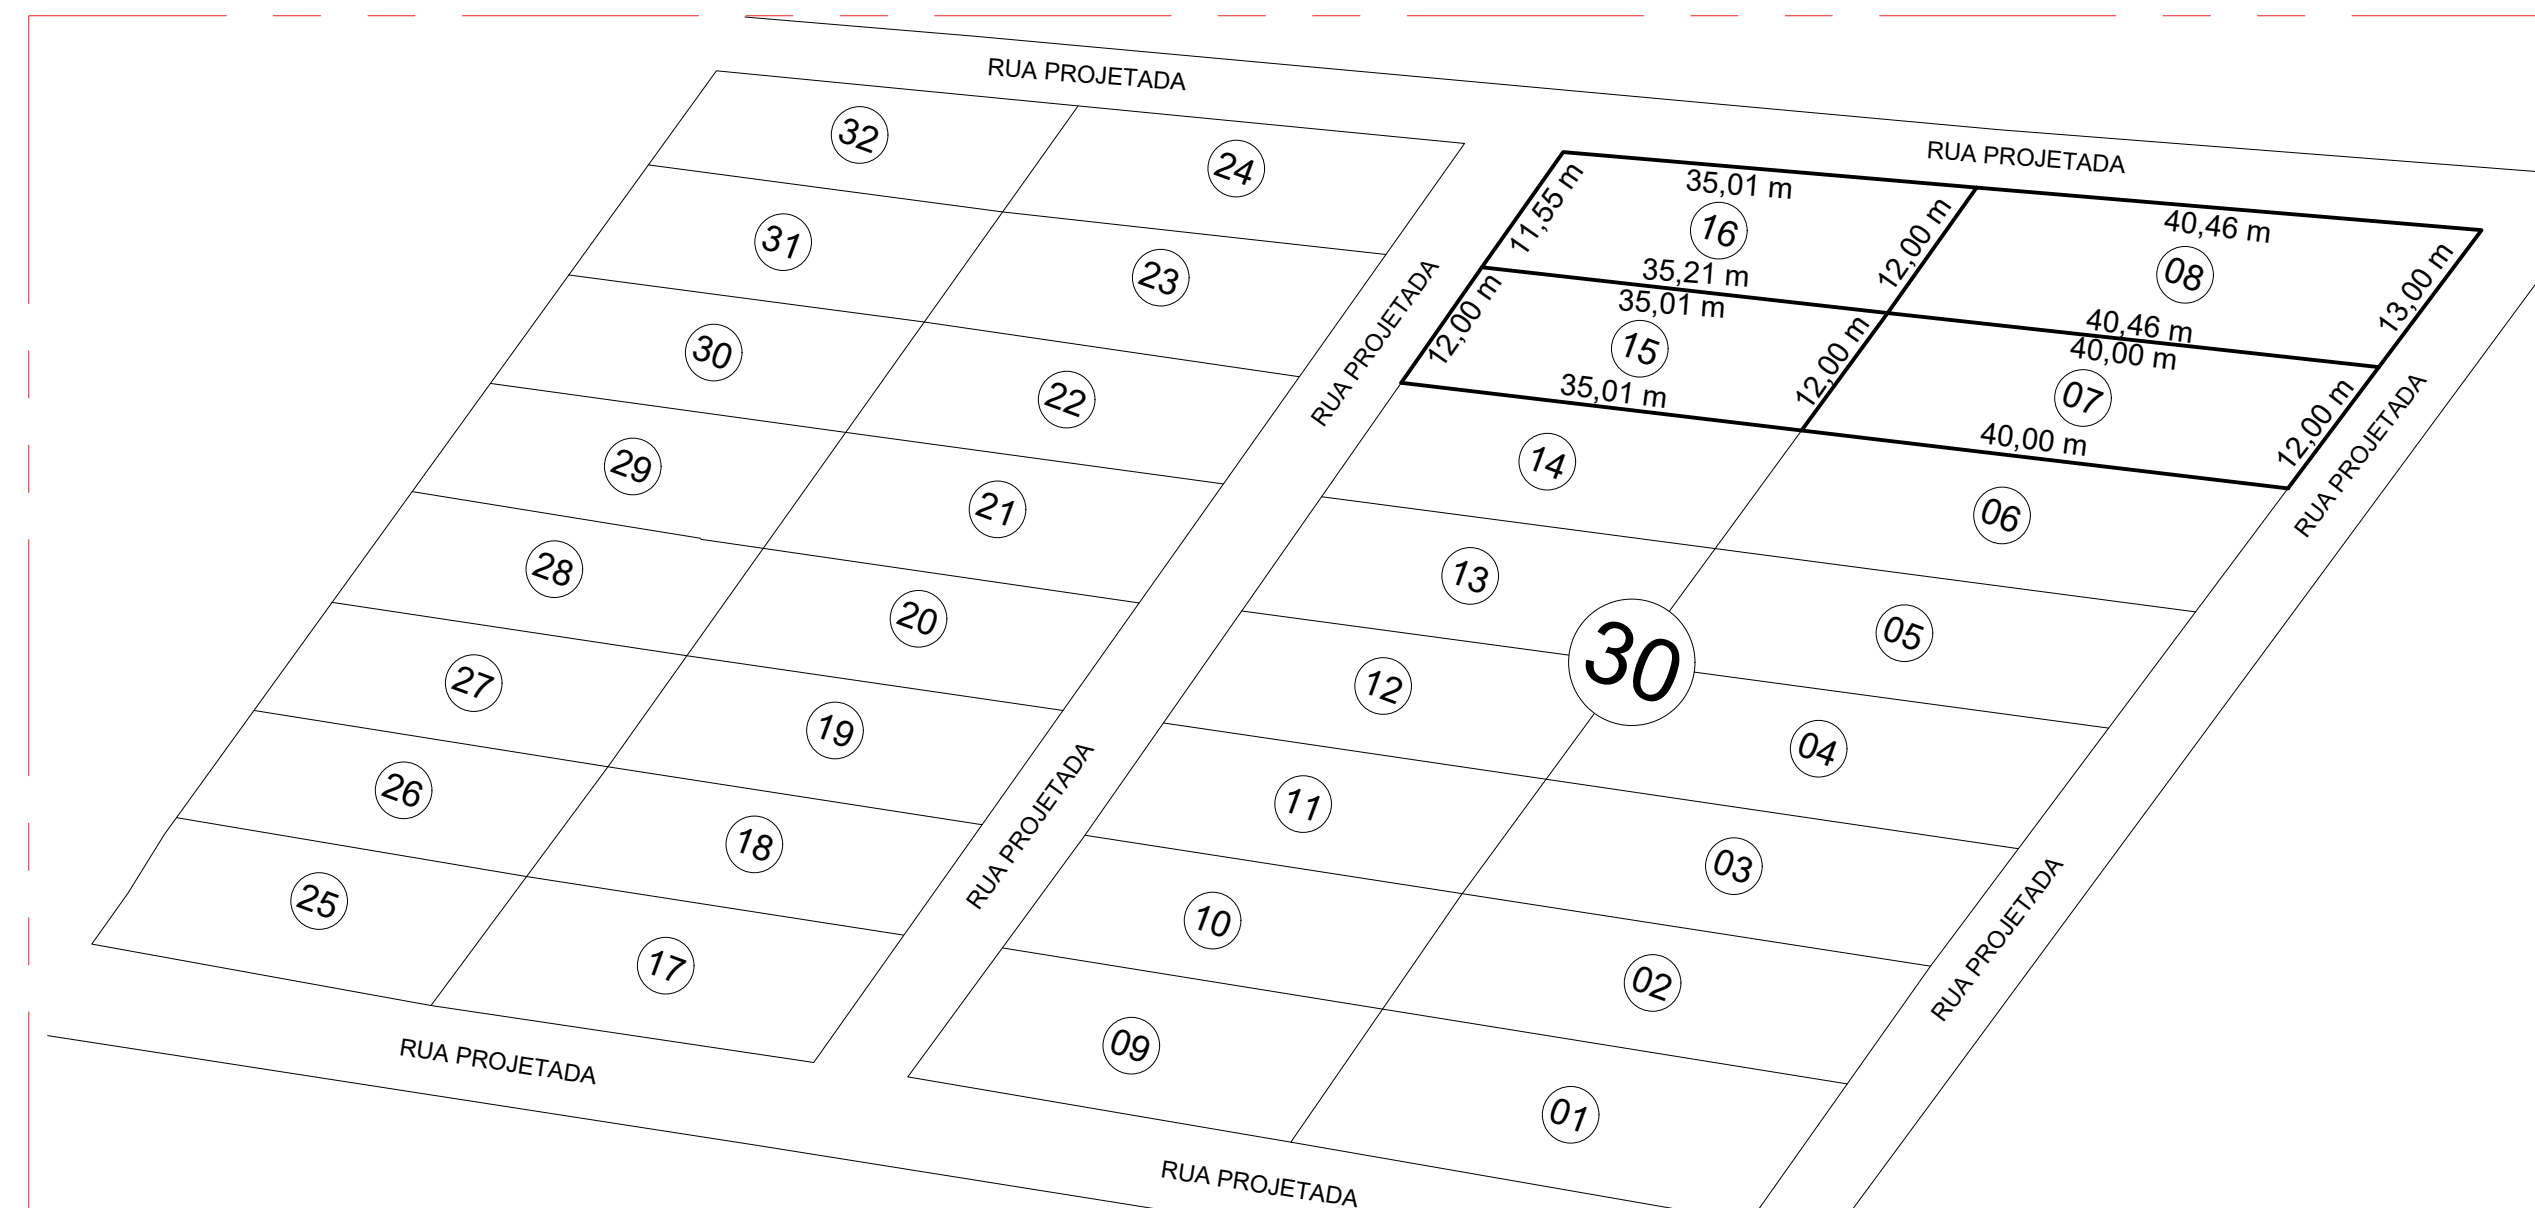 RUA PROJETADA
32
24
31
23
30
22
29
21
28
20
27
19
26
18
25
17
RUA PROJETADA
RUA PROJETADA
RUA PROJETADA
RUA PROJETADA
11,55 m
35,01 m
16
35,21 m
12,00 m
40,46 m
08
40,46 m
13,00 m
12,00 m
35,01 m
15
35,01 m
12,00 m
40,00 m
07
40,00 m
12,00 m
RUA PROJETADA
14
06
13
05
30
12
04
11
03
10
02
09
01
RUA PROJETADA
RUA PROJETADA